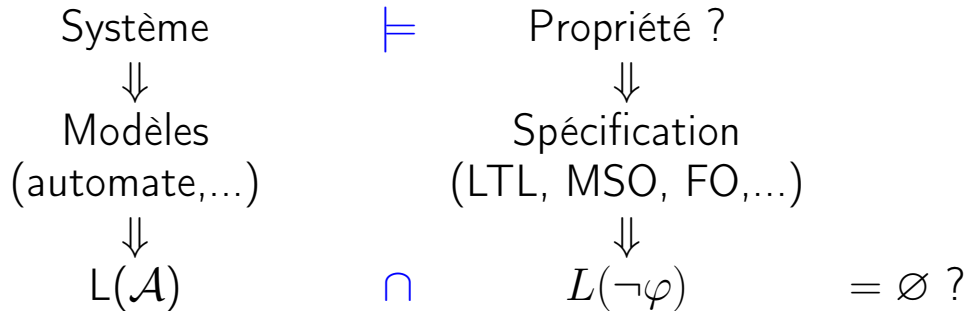 Système ⊨ Propriété ?
⇓ ⇓
Modèles Spécification
(automate,...) (LTL, MSO, FO,...)
⇓ ⇓
L(𝒜) ∩ L(¬φ) = ∅ ?